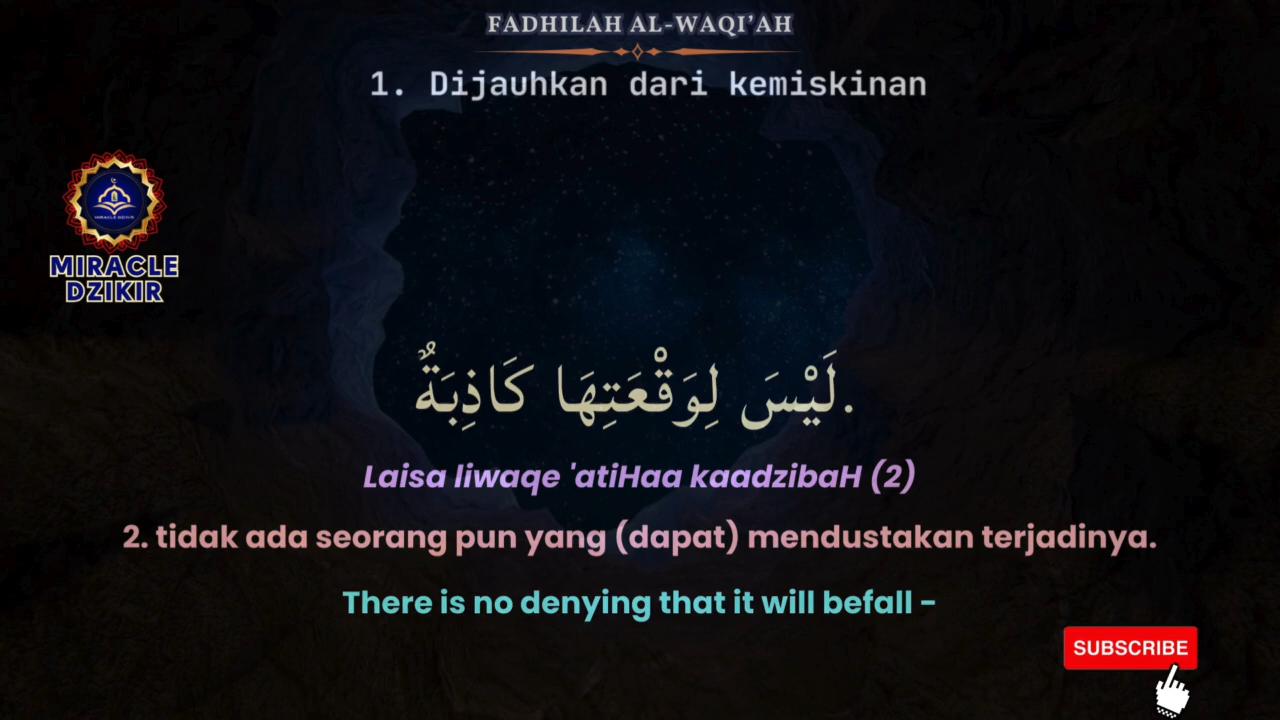 FADHILAH AL-WAQI'AH
1. Dijauhkan dari kemiskinan
MIRACLE
DZIKIR
لَيْسَ لِوَقْعَتِهَا كَاذِبَةٌ.
Laisa liwaqe 'atiHaa kaadzibaH (2)
2. tidak ada seorang pun yang (dapat) mendustakan terjadinya.
There is no denying that it will befall -
SUBSCRIBE